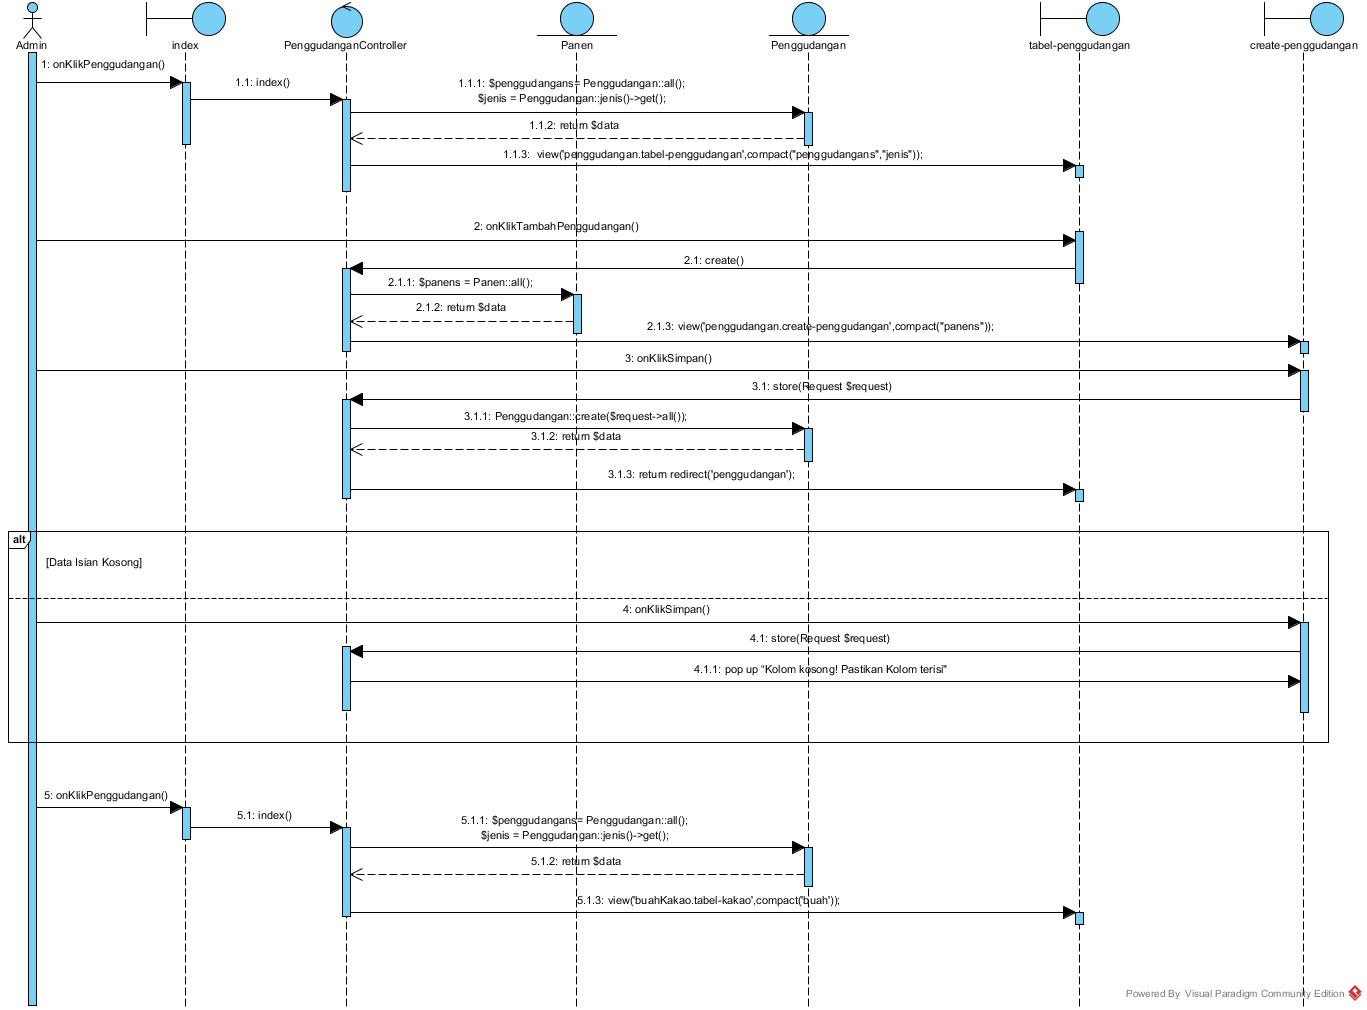 Admin
index
PenggudanganController
Panen
Penggudangan
tabel-penggudangan
create-penggudangan
1: onKlikPenggudangan()
1.1: index()
1.1.1: $penggudangans= Penggudangan::all();
$jenis = Penggudangan::jenis()->get();
1.1.2: return $data
1.1.3:  view('penggudangan.tabel-penggudangan',compact("penggudangans","jenis"));
2: onKlikTambahPenggudangan()
2.1: create()
2.1.1: $panens = Panen::all();
2.1.2: return $data
2.1.3: view('penggudangan.create-penggudangan',compact("panens");
3: onKlikSimpan()
3.1: store(Request $request)
3.1.1: Penggudangan::create($request->all());
3.1.2: return $data
3.1.3: return redirect('penggudangan');
alt
[Data Isian Kosong]
4: onKlikSimpan()
4.1: store(Request $request)
4.1.1: pop up "Kolom kosong! Pastikan Kolom terisi"
5: onKlikPenggudangan()
5.1: index()
5.1.1: $penggudangans= Penggudangan::all();
$jenis = Penggudangan::jenis()->get();
5.1.2: return $data
5.1.3: view('buahKakao.tabel-kakao',compact('buah'));
Powered By Visual Paradigm Community Edition